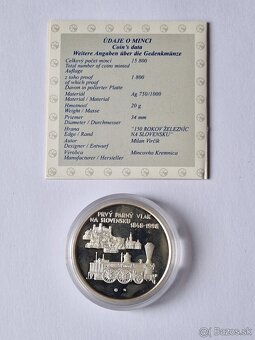 ÚDAJE O MINCI
Coin's data
Weitere Angaben über die Gedenkmünze
Celkový počet mincí 15 800
Total number of coins minted
Auflage
z toho proof 1 800
of which proof
Davon in polierter Platte
Materiál Ag 750/1000
Material / Material
Hmotnosť 20 g
Weight / Masse
Priemer 34 mm
Diameter / Durchmesser
Hrana "150 ROKOV ŽELEZNÍC
Edge / Rand NA SLOVENSKU"
Autor Milan Virčík
Designer / Entwurf
Výrobca Mincovňa Kremnica
Manufacturer / Hersteller
PRVÝ PARNÝ VLAK
NA SLOVENSKU
1848-1998
bazar.sk